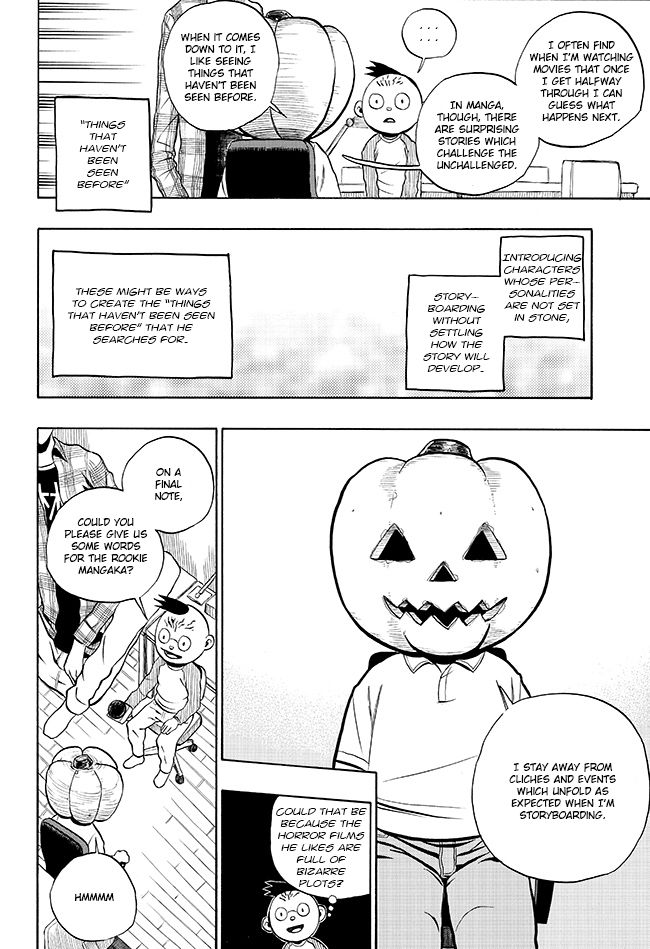 I OFTEN FIND
WHEN I'M WATCHING
MOVIES THAT ONCE
I GET HALFWAY
THROUGH I CAN
GUESS WHAT
HAPPENS NEXT.
IN MANGA,
THOUGH, THERE
ARE SURPRISING
STORIES WHICH
CHALLENGE THE
UNCHALLENGED.
...
...
WHEN IT COMES
DOWN TO IT, I
LIKE SEEING
THINGS THAT
HAVEN'T BEEN
SEEN BEFORE.
"THINGS
THAT
HAVEN'T
BEEN
SEEN
BEFORE"
INTRODUCING
CHARACTERS
WHOSE PER-
SONALITIES
ARE NOT SET
IN STONE,
STORY-
BOARDING
WITHOUT
SETTLING
HOW THE
STORY WILL
DEVELOP..
THESE MIGHT BE WAYS
TO CREATE THE "THINGS
THAT HAVEN'T BEEN SEEN
BEFORE" THAT HE
SEARCHES FOR..
I STAY AWAY FROM
CLICHES AND EVENTS
WHICH UNFOLD AS
EXPECTED WHEN I'M
STORYBOARDING.
COULD THAT BE
BECAUSE THE
HORROR FILMS
HE LIKES ARE
FULL OF
BIZARRE
PLOTS?
ON A
FINAL
NOTE,
COULD YOU
PLEASE GIVE US
SOME WORDS
FOR THE ROOKIE
MANGAKA?
HMMMM